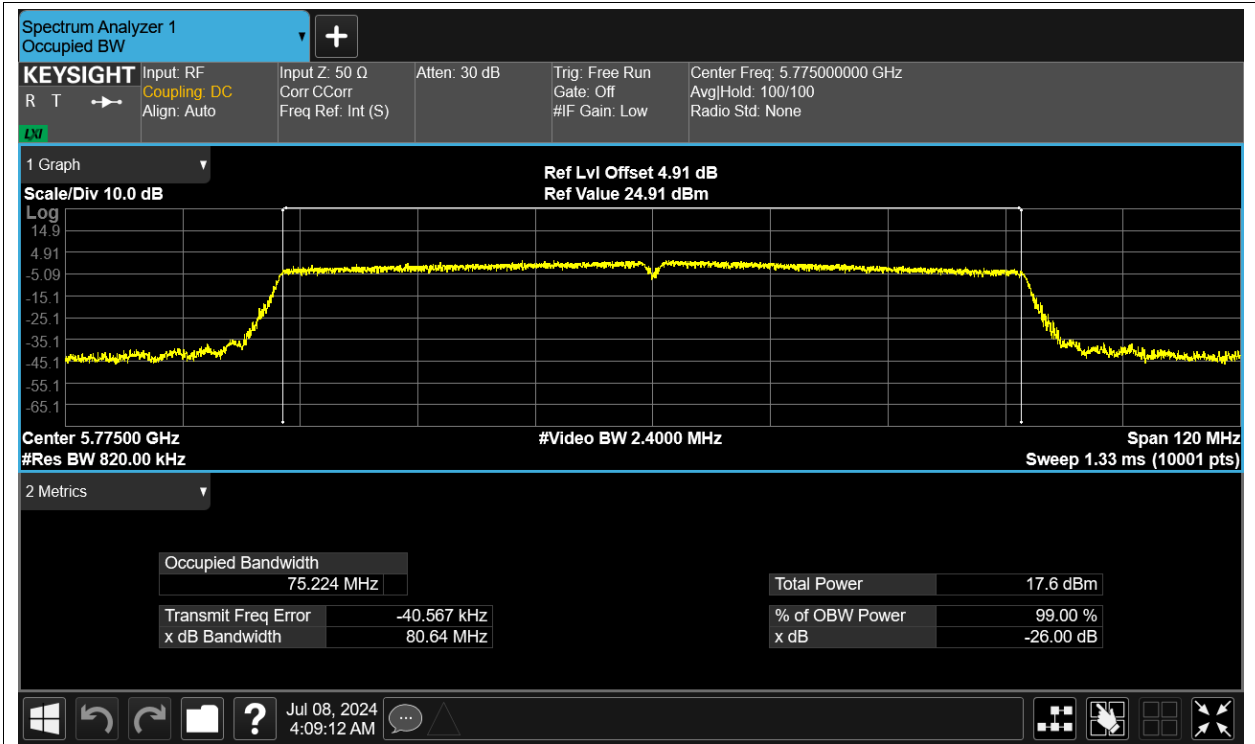 Spectrum Analyzer 1
Occupied BW
KEYSIGHT
R T
LXI
Input: RF
Coupling: DC
Align: Auto
Input Z: 50 Ω
Corr CCorr
Freq Ref: Int (S)
Atten: 30 dB
Trig: Free Run
Gate: Off
#IF Gain: Low
Center Freq: 5.775000000 GHz
Avg|Hold: 100/100
Radio Std: None
1 Graph
Scale/Div 10.0 dB
Ref Lvl Offset 4.91 dB
Ref Value 24.91 dBm
Log
14.9
4.91
-5.09
-15.1
-25.1
-35.1
-45.1
-55.1
-65.1
Center 5.77500 GHz
#Video BW 2.4000 MHz
Span 120 MHz
#Res BW 820.00 kHz
Sweep 1.33 ms (10001 pts)
2 Metrics
Occupied Bandwidth
75.224 MHz
Total Power 17.6 dBm
Transmit Freq Error -40.567 kHz
% of OBW Power 99.00 %
x dB Bandwidth 80.64 MHz
x dB -26.00 dB
?
Jul 08, 2024
4:09:12 AM